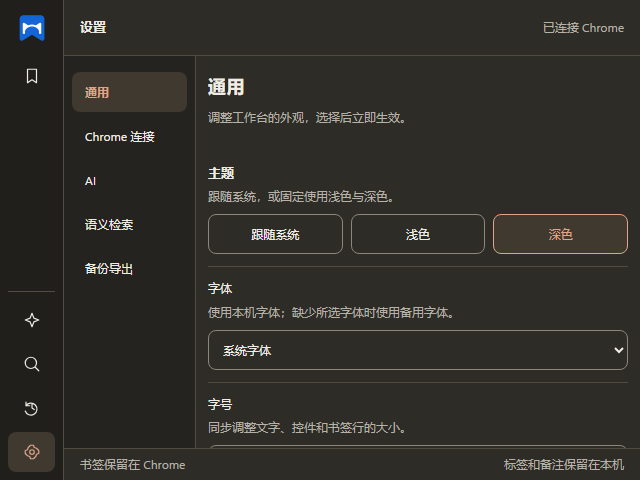 设置
已连接 Chrome
通用
Chrome 连接
AI
语义检索
备份导出
通用
调整工作台的外观，选择后立即生效。
主题
跟随系统，或固定使用浅色与深色。
跟随系统
浅色
深色
字体
使用本机字体；缺少所选字体时使用备用字体。
系统字体
字号
同步调整文字、控件和书签行的大小。
书签保留在 Chrome
标签和备注保留在本机